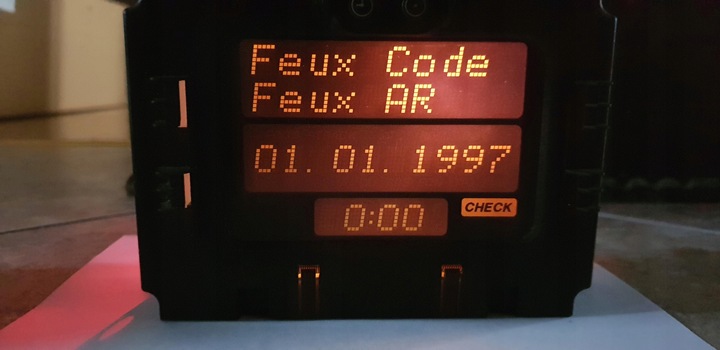 Feux Code
Feux AR
01. 01. 1997
0:00
CHECK